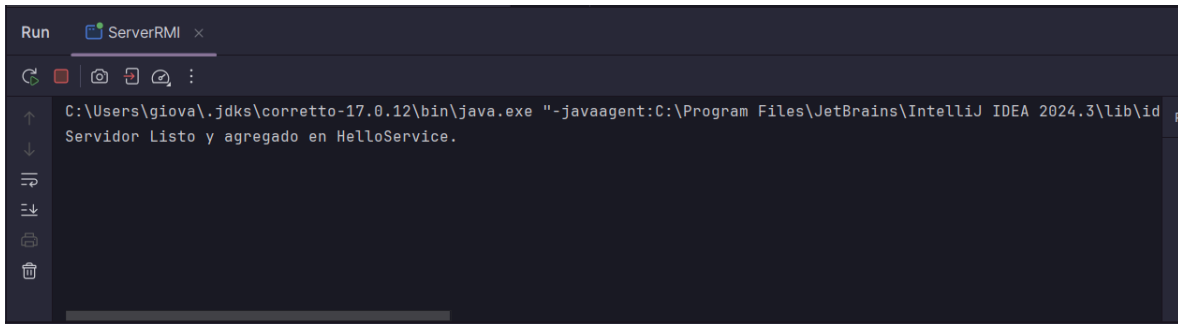 Run ServerRMI
C:\Users\giova\.jdks\corretto-17.0.12\bin\java.exe "-javaagent:C:\Program Files\JetBrains\IntelliJ IDEA 2024.3\lib\id
Servidor Listo y agregado en HelloService.